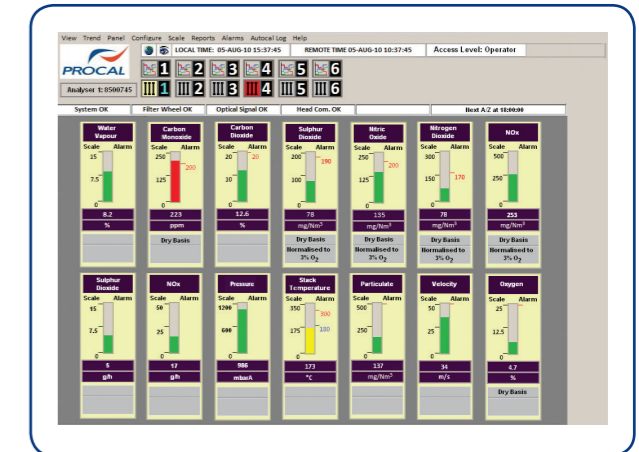 View Trend Panel Configure Scale Reports Alarms Autocal Log Help
PROCAL
LOCAL TIME: 05-AUG-10 15:37:45 REMOTE TIME 05-AUG-10 10:37:45 Access Level: Operator
1 2 3 4 5 6
Analyser 1: 8500745 1 2 3 4 5 6
System OK Filter Wheel OK Optical Signal OK Head Com. OK Next A/Z at 18:00:00
Water Vapour Carbon Monoxide Carbon Dioxide Sulphur Dioxide Nitric Oxide Nitrogen Dioxide NOx
Scale Alarm Scale Alarm Scale Alarm Scale Alarm Scale Alarm Scale Alarm Scale Alarm
15 250 200 20 20 200 190 250 200 300 170 500
7.5 125 10 100 125 150 250
0 0 0 0 0 0 0
8.2 223 12.6 78 135 78 253
% ppm % mg/Nm³ mg/Nm³ mg/Nm³ mg/Nm³
Dry Basis Dry Basis Dry Basis Dry Basis Dry Basis
Normalised to 3% O₂ Normalised to 3% O₂ Normalised to 3% O₂ Normalised to 3% O₂
Sulphur Dioxide NOx Pressure Stack Temperature Particulate Velocity Oxygen
Scale Alarm Scale Alarm Scale Alarm Scale Alarm Scale Alarm Scale Alarm Scale Alarm
15 50 1200 350 300 500 50 25
7.5 25 600 175 180 250 25 12.5
0 0 0 0 0 0 0
5 17 986 173 137 34 4.7
g/h g/h mbarA °C mg/Nm³ m/s %
Dry Basis